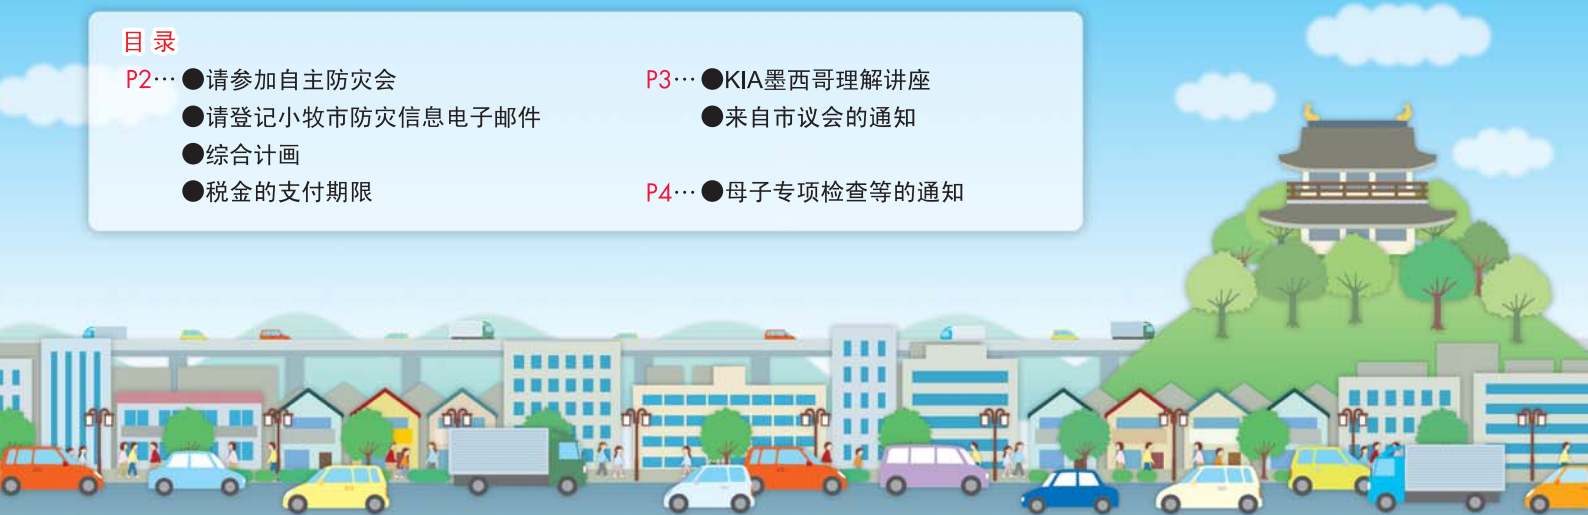 目 录
P2… ●请参加自主防灾会
●请登记小牧市防灾信息电子邮件
●综合计画
●税金的支付期限
P3… ●KIA墨西哥理解讲座
●来自市议会的通知
P4… ●母子专项检查等的通知